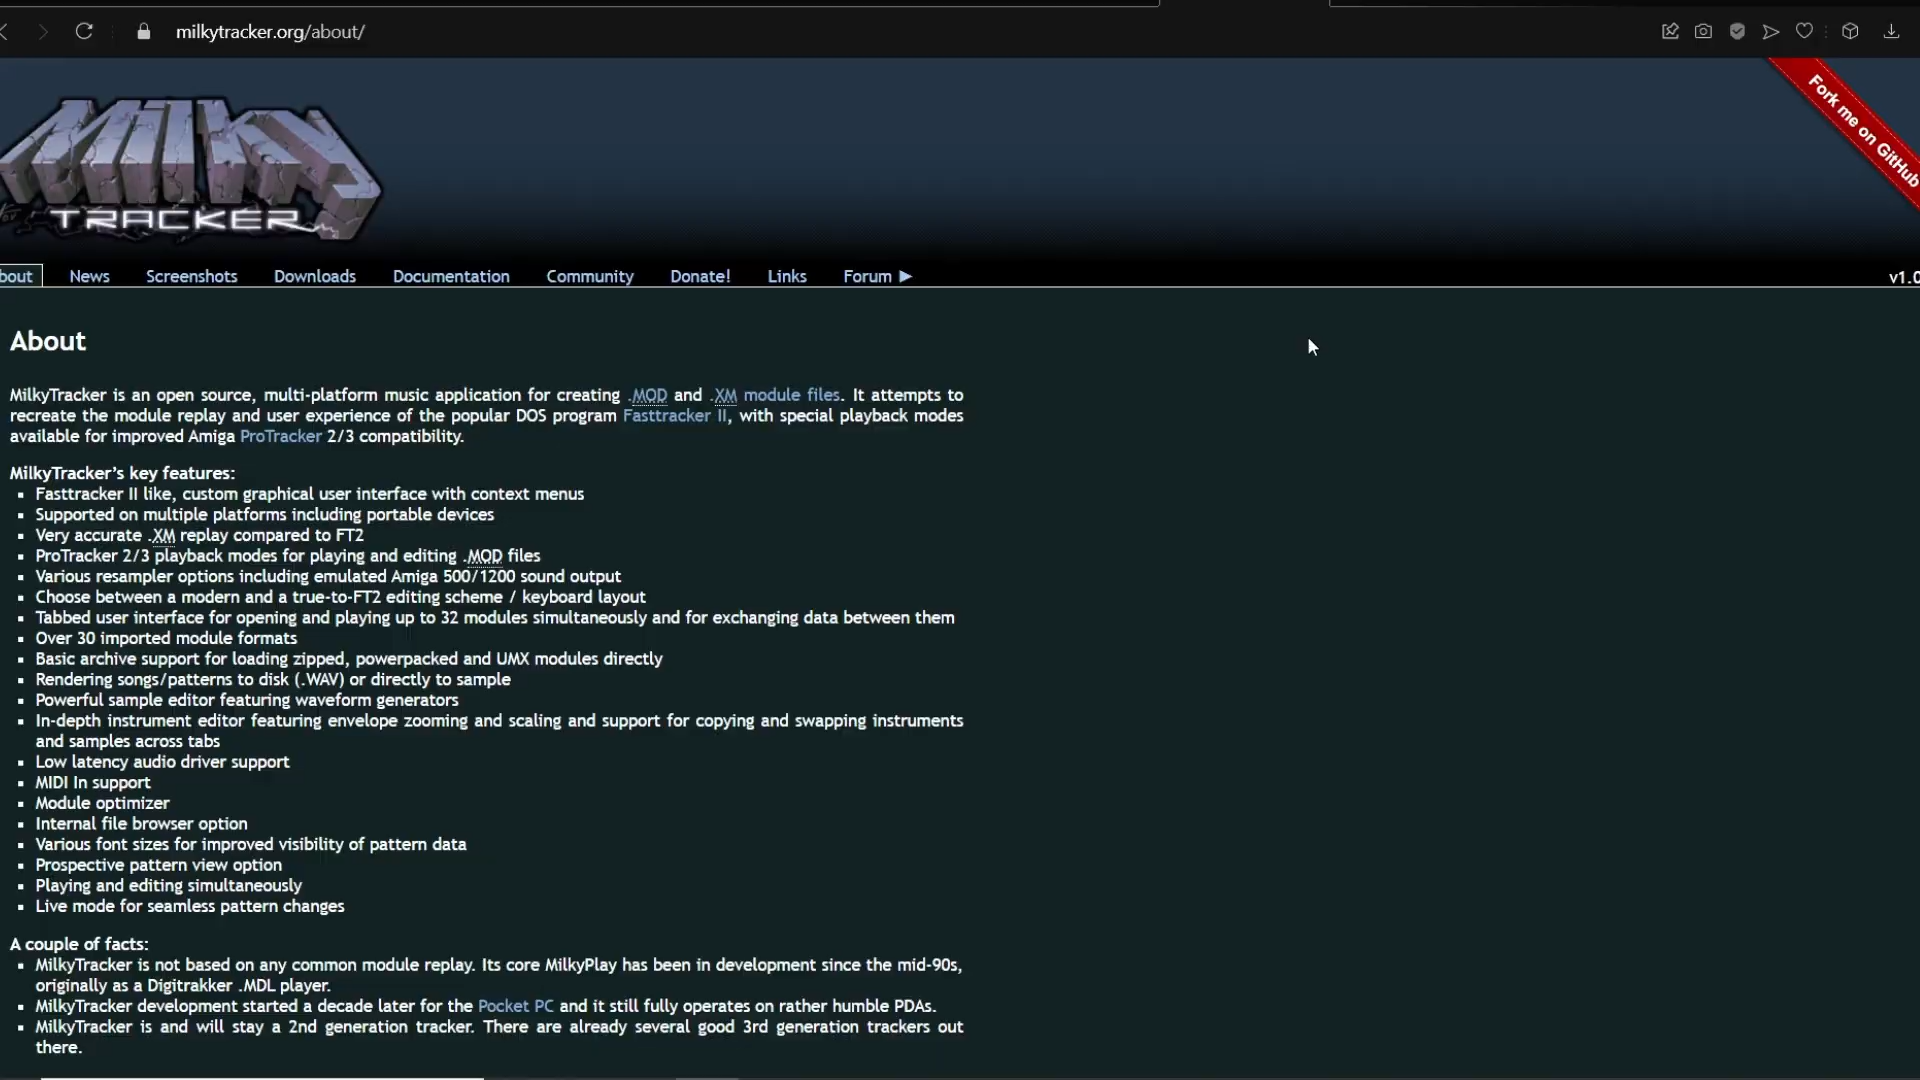 milkytracker.org/about/
Fork me on GitHub
Milky
TRACKER
bout News Screenshots Downloads Documentation Community Donate! Links Forum ▶ v1.0
About
MilkyTracker is an open source, multi-platform music application for creating .MOD and .XM module files. It attempts to
recreate the module replay and user experience of the popular DOS program Fasttracker II, with special playback modes
available for improved Amiga ProTracker 2/3 compatibility.
MilkyTracker’s key features:
▪ Fasttracker II like, custom graphical user interface with context menus
▪ Supported on multiple platforms including portable devices
▪ Very accurate .XM replay compared to FT2
▪ ProTracker 2/3 playback modes for playing and editing .MOD files
▪ Various resampler options including emulated Amiga 500/1200 sound output
▪ Choose between a modern and a true-to-FT2 editing scheme / keyboard layout
▪ Tabbed user interface for opening and playing up to 32 modules simultaneously and for exchanging data between them
▪ Over 30 imported module formats
▪ Basic archive support for loading zipped, powerpacked and UMX modules directly
▪ Rendering songs/patterns to disk (.WAV) or directly to sample
▪ Powerful sample editor featuring waveform generators
▪ In-depth instrument editor featuring envelope zooming and scaling and support for copying and swapping instruments
and samples across tabs
▪ Low latency audio driver support
▪ MIDI In support
▪ Module optimizer
▪ Internal file browser option
▪ Various font sizes for improved visibility of pattern data
▪ Prospective pattern view option
▪ Playing and editing simultaneously
▪ Live mode for seamless pattern changes
A couple of facts:
▪ MilkyTracker is not based on any common module replay. Its core MilkyPlay has been in development since the mid-90s,
originally as a Digitrakker .MDL player.
▪ MilkyTracker development started a decade later for the Pocket PC and it still fully operates on rather humble PDAs.
▪ MilkyTracker is and will stay a 2nd generation tracker. There are already several good 3rd generation trackers out
there.